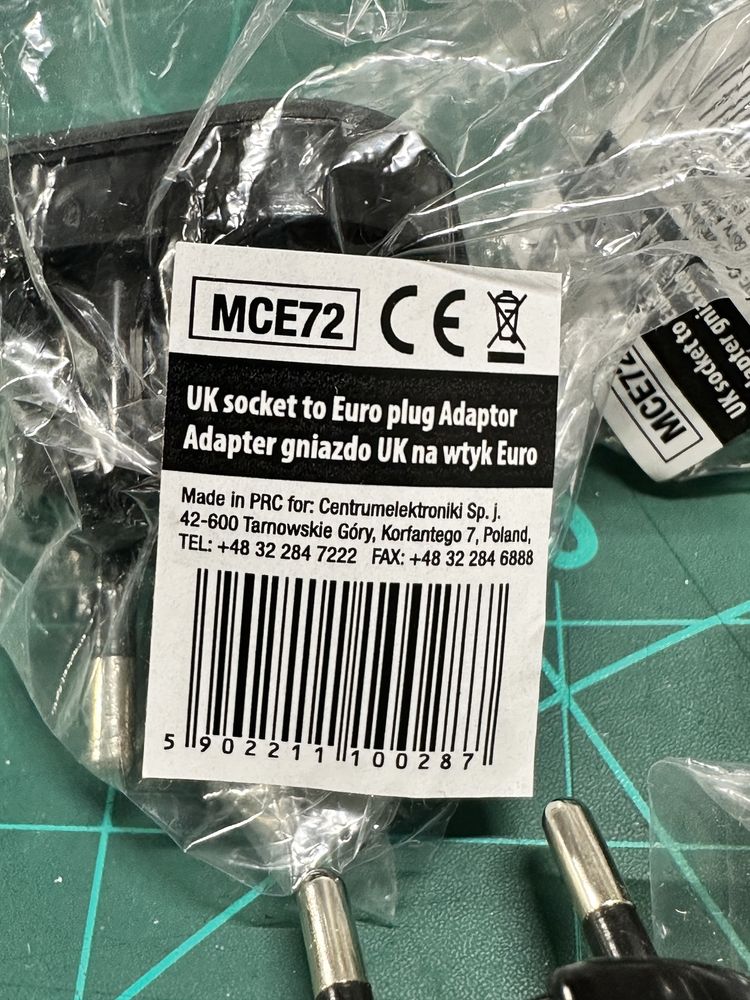 MCE72 CE
UK socket to Euro plug Adaptor
Adapter gniazdo UK na wtyk Euro
Made in PRC for: Centrumelektroniki Sp. j.
42-600 Tarnowskie Góry, Korfantego 7, Poland,
TEL: +48 32 284 7222 FAX: +48 32 284 6888
5 902211 100287
MCE72
UK socket to